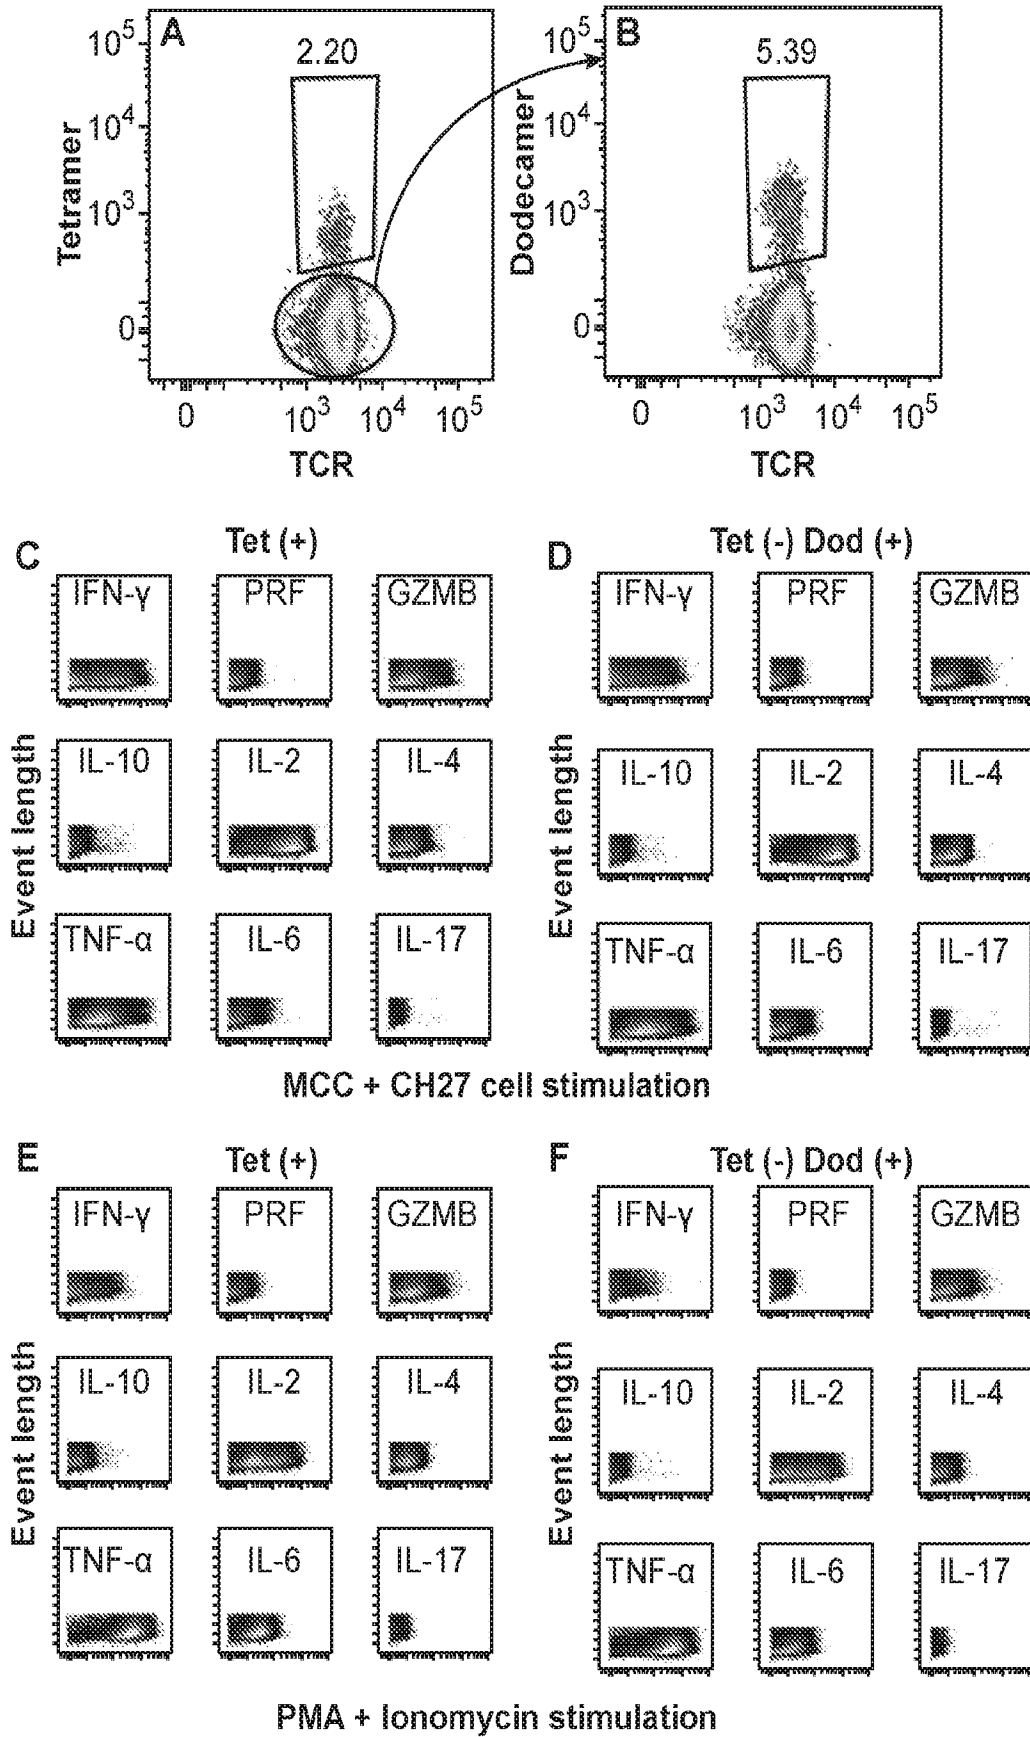 A
2.20
10^5
10^4
10^3
0
Tetramer
0 10^3 10^4 10^5
TCR
B
5.39
10^5
10^4
10^3
0
Dodecamer
0 10^3 10^4 10^5
TCR
C
Tet (+)
IFN-γ PRF GZMB
IL-10 IL-2 IL-4
TNF-α IL-6 IL-17
Event length
D
Tet (-) Dod (+)
IFN-γ PRF GZMB
IL-10 IL-2 IL-4
TNF-α IL-6 IL-17
Event length
MCC + CH27 cell stimulation
E
Tet (+)
IFN-γ PRF GZMB
IL-10 IL-2 IL-4
TNF-α IL-6 IL-17
Event length
F
Tet (-) Dod (+)
IFN-γ PRF GZMB
IL-10 IL-2 IL-4
TNF-α IL-6 IL-17
Event length
PMA + Ionomycin stimulation